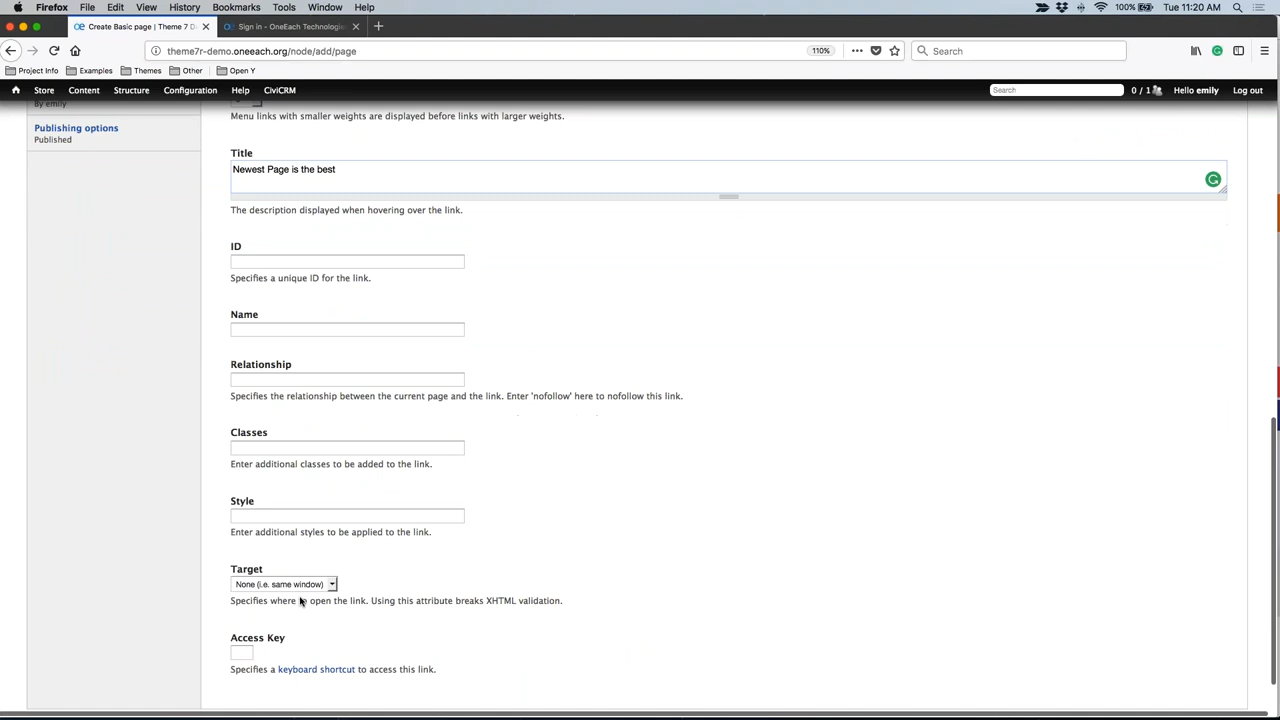 Firefox File Edit View History Bookmarks Tools Window Help 100% Tue 11:20 AM
Create Basic page | Theme 7 D Sign in - OneEach Technologies
theme7r-demo.oneeach.org/node/add/page 110% Search
Project Info Examples Themes Other Open Y
Store Content Structure Configuration Help CiviCRM Search 0 / 1 Hello emily Log out
By emily
Menu links with smaller weights are displayed before links with larger weights.
Publishing options
Published
Title
Newest Page is the best
The description displayed when hovering over the link.
ID
Specifies a unique ID for the link.
Name
Relationship
Specifies the relationship between the current page and the link. Enter 'nofollow' here to nofollow this link.
Classes
Enter additional classes to be added to the link.
Style
Enter additional styles to be applied to the link.
Target
None (i.e. same window)
Specifies where to open the link. Using this attribute breaks XHTML validation.
Access Key
Specifies a keyboard shortcut to access this link.